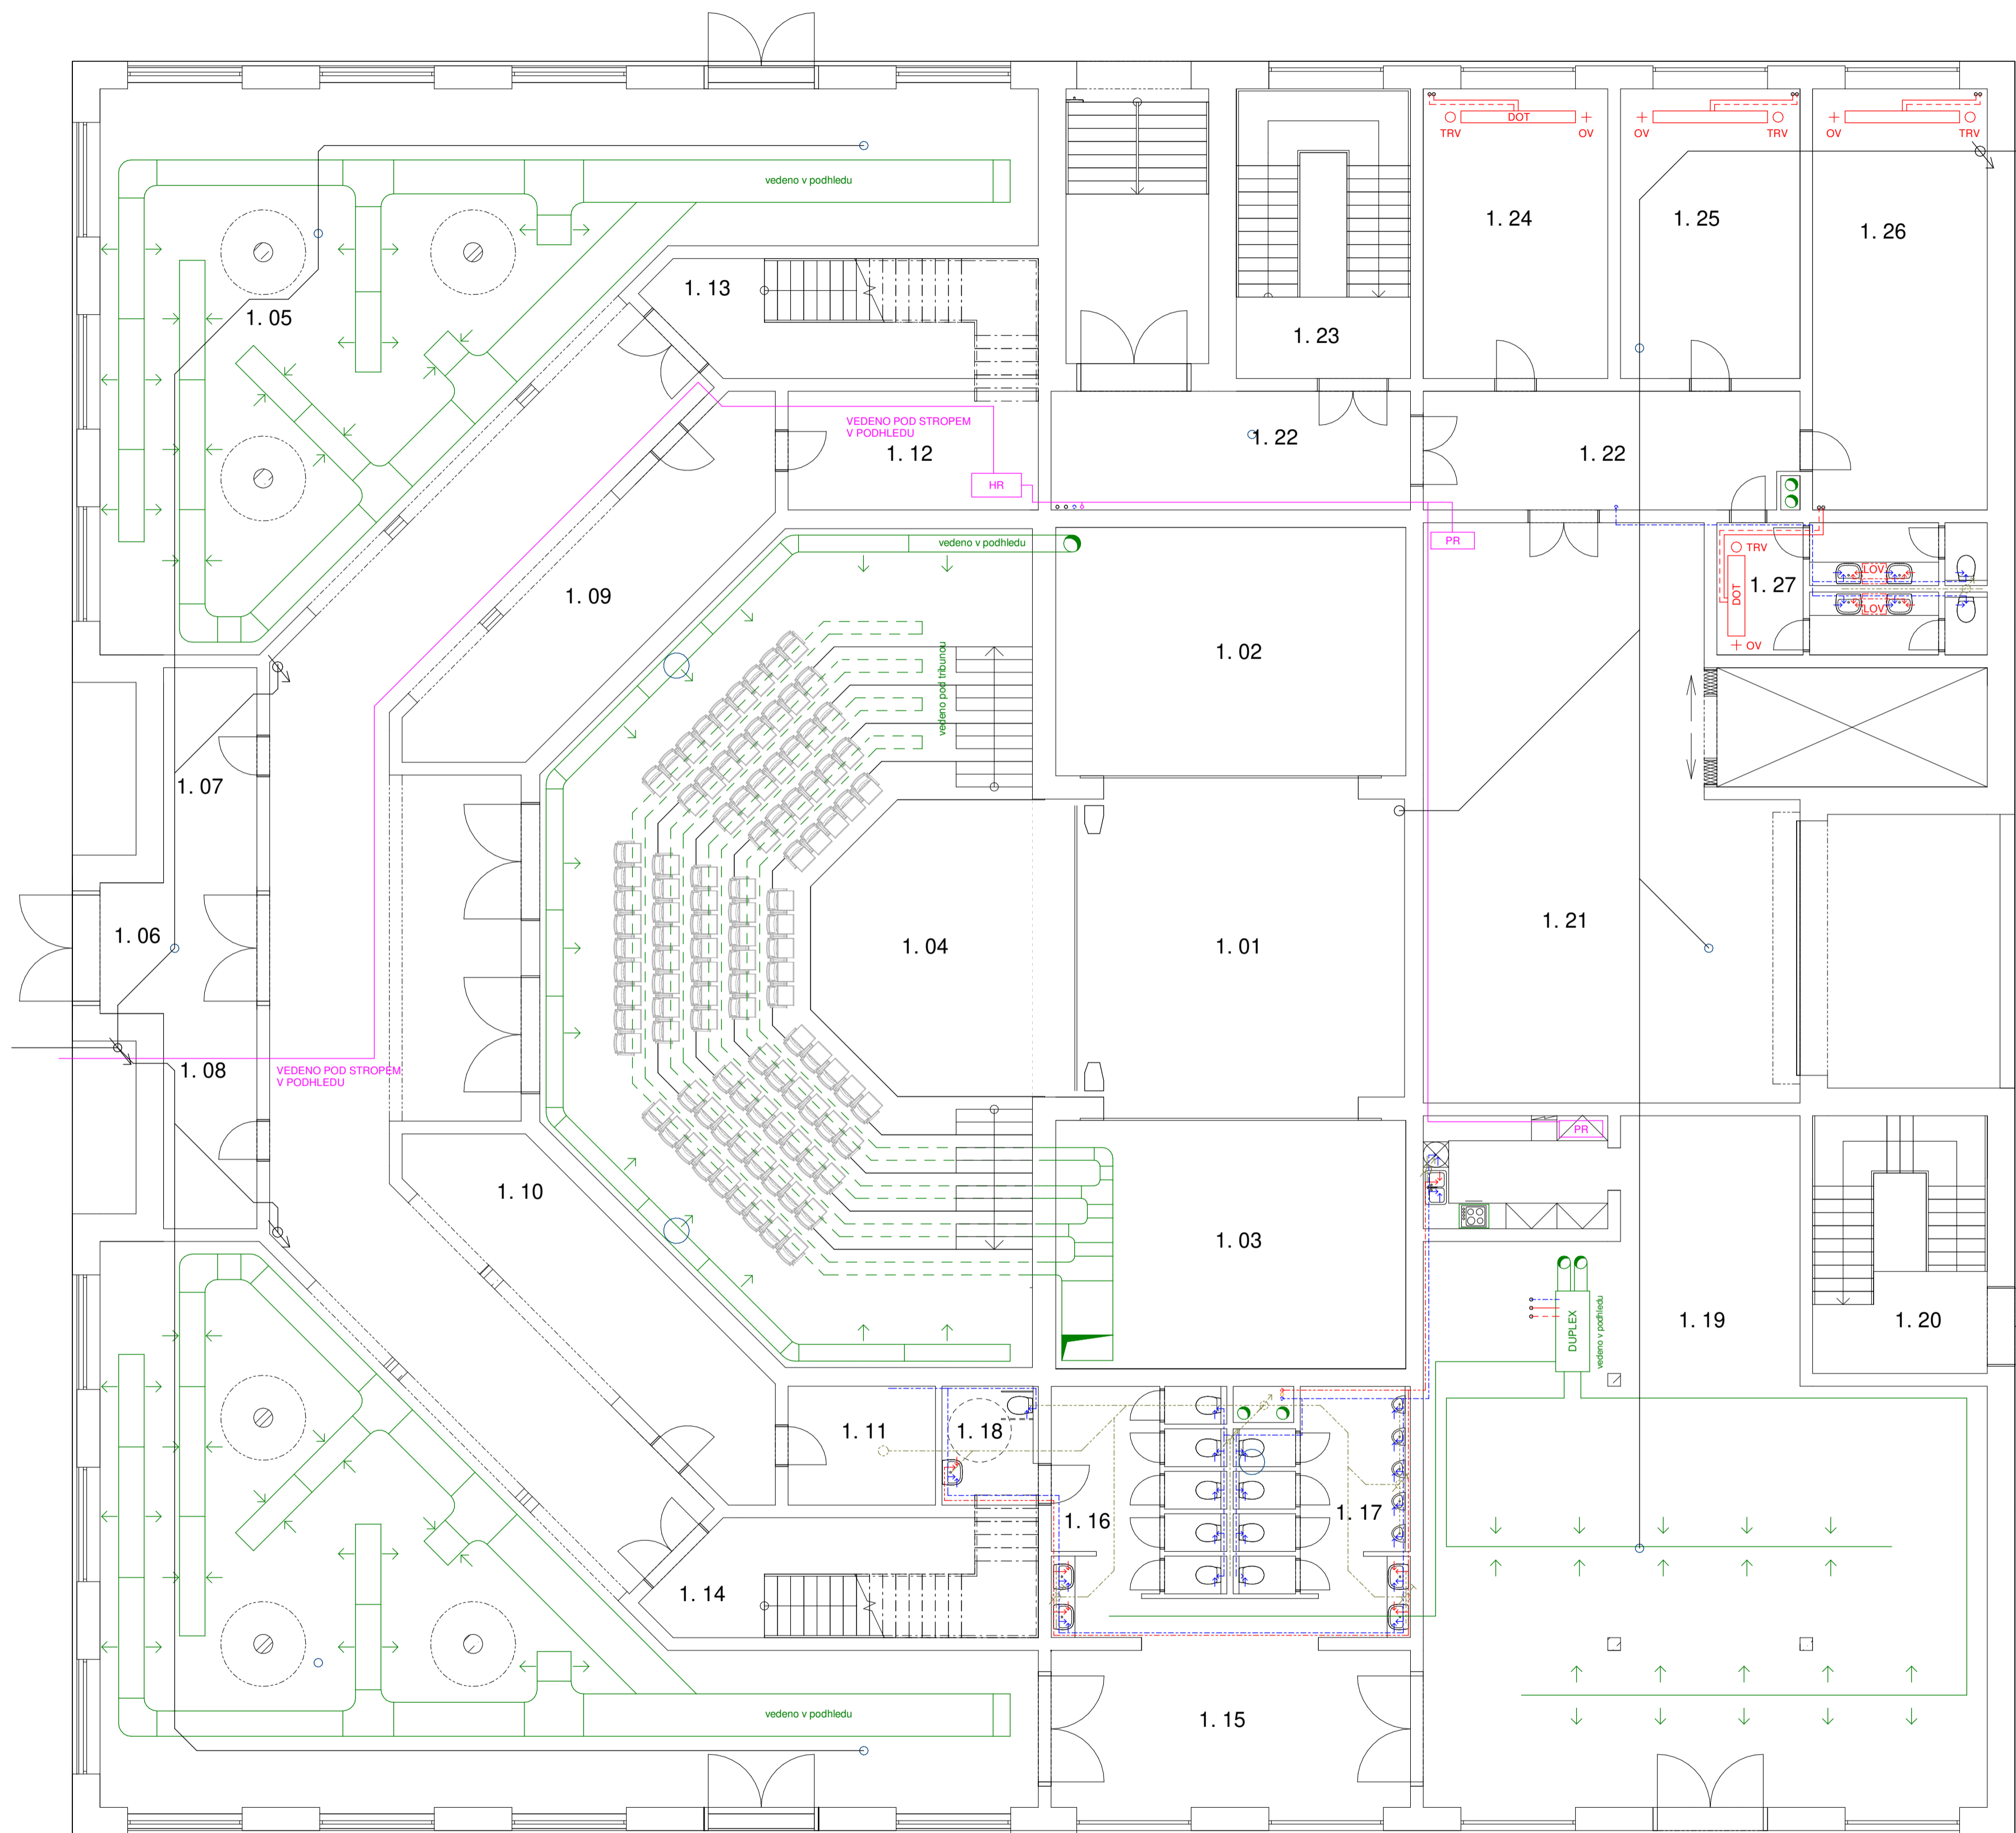 DOT
TRV
OV
OV
TRV
OV
TRV
vedeno v podhledu
1. 24
1. 25
1. 26
1. 13
1. 05
1. 23
VEDENO POD STROPEM
V PODHLEDU
1. 12
1. 22
1. 22
HR
PR
vedeno v podhledu
TRV
LOV
1. 27
DOT
LOV
OV
1. 09
1. 02
vedeno pod tribunou
1. 07
1. 21
1. 06
1. 04
1. 01
1. 08
VEDENO POD STROPEM
V PODHLEDU
PR
1. 10
1. 03
DUPLEX
vedeno v podhledu
1. 19
1. 20
1. 11
1. 18
1. 16
1. 17
1. 14
vedeno v podhledu
1. 15